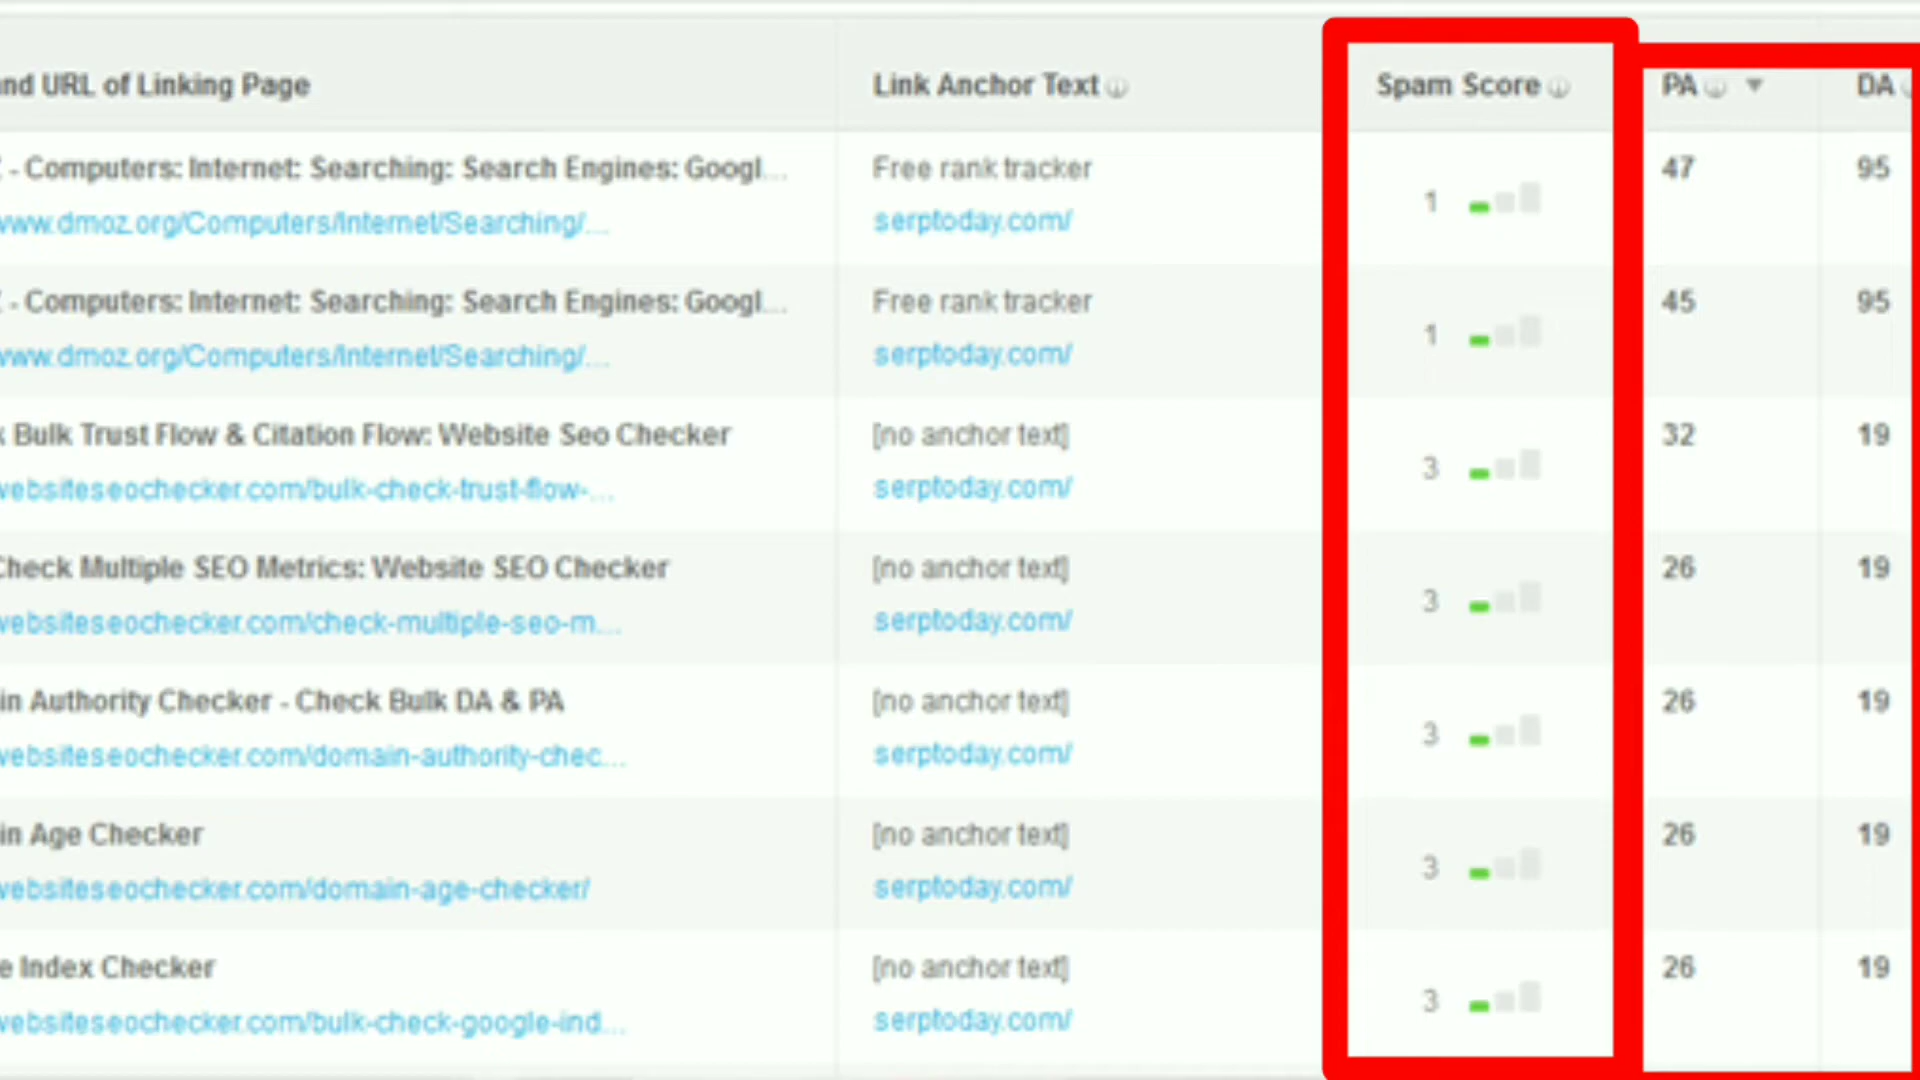 and URL of Linking Page Link Anchor Text Spam Score PA DA
- Computers: Internet: Searching: Search Engines: Googl... Free rank tracker 1 47 95
www.dmoz.org/Computers/Internet/Searching/... serptoday.com/
- Computers: Internet: Searching: Search Engines: Googl... Free rank tracker 1 45 95
www.dmoz.org/Computers/Internet/Searching/... serptoday.com/
k Bulk Trust Flow & Citation Flow: Website Seo Checker [no anchor text] 3 32 19
websiteseochecker.com/bulk-check-trust-flow-... serptoday.com/
Check Multiple SEO Metrics: Website SEO Checker [no anchor text] 3 26 19
websiteseochecker.com/check-multiple-seo-m... serptoday.com/
in Authority Checker - Check Bulk DA & PA [no anchor text] 3 26 19
websiteseochecker.com/domain-authority-chec... serptoday.com/
in Age Checker [no anchor text] 3 26 19
websiteseochecker.com/domain-age-checker/ serptoday.com/
e Index Checker [no anchor text] 3 26 19
websiteseochecker.com/bulk-check-google-ind... serptoday.com/